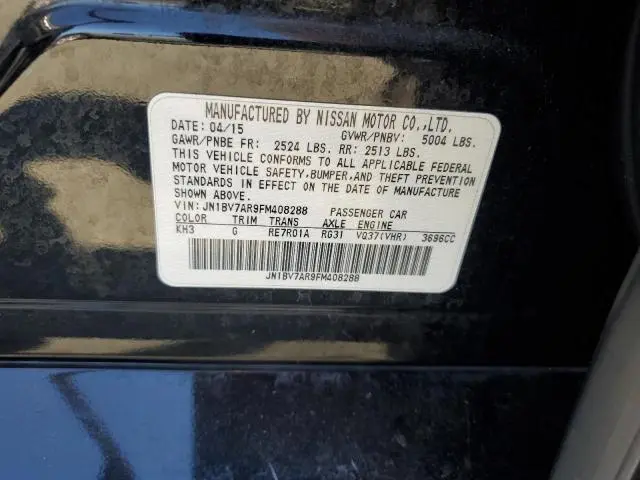 MANUFACTURED BY NISSAN MOTOR CO.,LTD.
DATE: 04/15 GVWR/PNBV: 5004 LBS.
GAWR/PNBE FR: 2524 LBS. RR: 2513 LBS.
THIS VEHICLE CONFORMS TO ALL APPLICABLE FEDERAL
MOTOR VEHICLE SAFETY,BUMPER,AND THEFT PREVENTION
STANDARDS IN EFFECT ON THE DATE OF MANUFACTURE
SHOWN ABOVE.
VIN: JN1BV7AR9FM408288 PASSENGER CAR
COLOR TRIM TRANS AXLE ENGINE
KH3 G RE7R01A RG31 VQ37(VHR) 3696CC
JN1BV7AR9FM408288